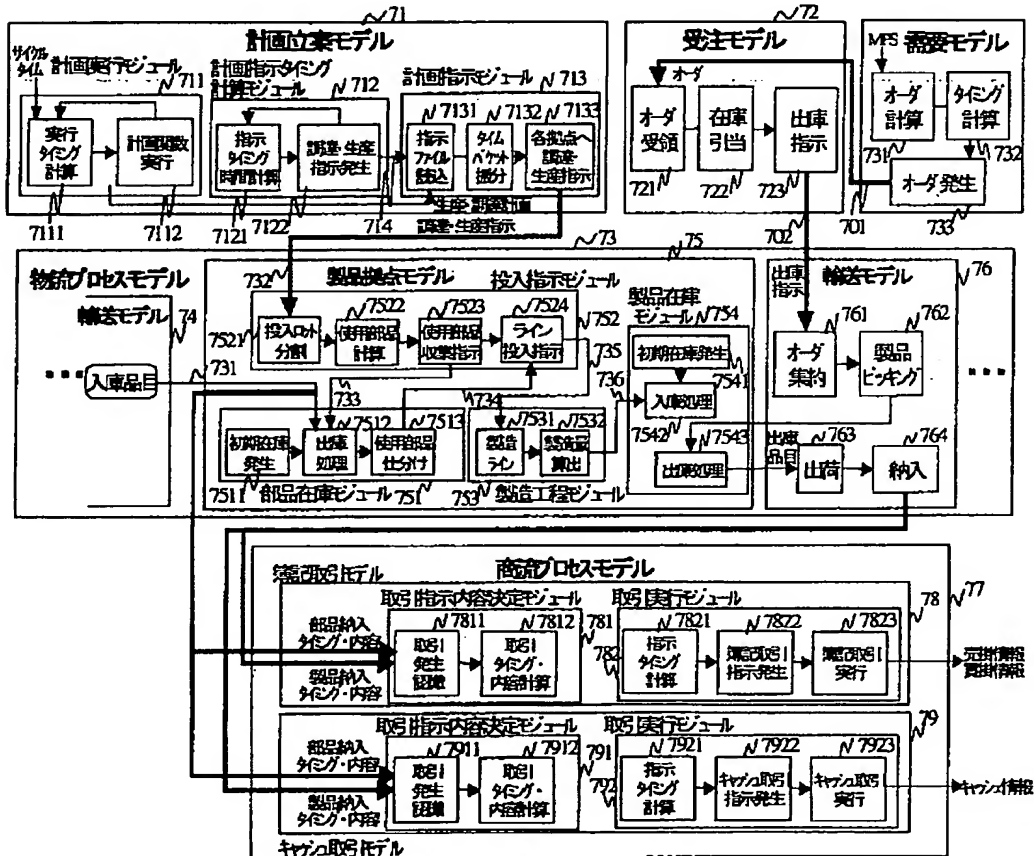 71
計画立案モデル
サイクル
タイム
計画実行モジュール
711
実行
タイミング
計算
計画関数
実行
7111
7112
計画指示タイミング
計算モジュール
712
指示
タイミング
時間計算
調達・生産
指示発生
7121
7122
計画指示モジュール
713
7131
7132
7133
指示
ファイル
読込
タイム
バケット
振分
各拠点へ
調達・
生産指示
714
生産・調達計画
調達・生産指示
72
受注モデル
オーダ
オーダ
受領
在庫
引当
出庫
指示
721
722
723
702
701
MPS
需要モデル
オーダ
計算
タイミング
計算
731
732
オーダ発生
733
73
75
物流プロセスモデル
輸送モデル
74
入庫品目
731
732
製品拠点モデル
投入指示モジュール
7521
投入ロット
分割
7522
使用部品
計算
7523
使用部品
収集指示
7524
ライン
投入指示
752
733
734
735
736
初期在庫
発生
7511
7512
出庫
処理
7513
使用部品
仕分け
部品在庫モジュール
751
7531
製造
ライン
7532
製造量
算出
753
製造工程モジュール
製品在庫
モジュール
754
初期在庫発生
7541
入庫処理
7542
7543
出庫処理
76
輸送モデル
出庫
指示
761
オーダ
集約
762
製品
ピッキング
出庫
品目
763
出荷
764
納入
商流プロセスモデル
77
簿記取引モデル
78
取引指示内容決定モジュール
781
部品納入
タイミング・内容
製品納入
タイミング・内容
7811
取引
発生
認識
7812
取引
タイミング・
内容計算
取引実行モジュール
782
7821
指示
タイミング
計算
7822
簿記取引
指示発生
7823
簿記取引
実行
売掛情報
買掛情報
79
取引指示内容決定モジュール
791
部品納入
タイミング・内容
製品納入
タイミング・内容
7911
取引
発生
認識
7912
取引
タイミング・
内容計算
取引実行モジュール
792
7921
指示
タイミング
計算
7922
キャッシュ取引
指示発生
7923
キャッシュ取引
実行
キャッシュ情報
キャッシュ取引モデル